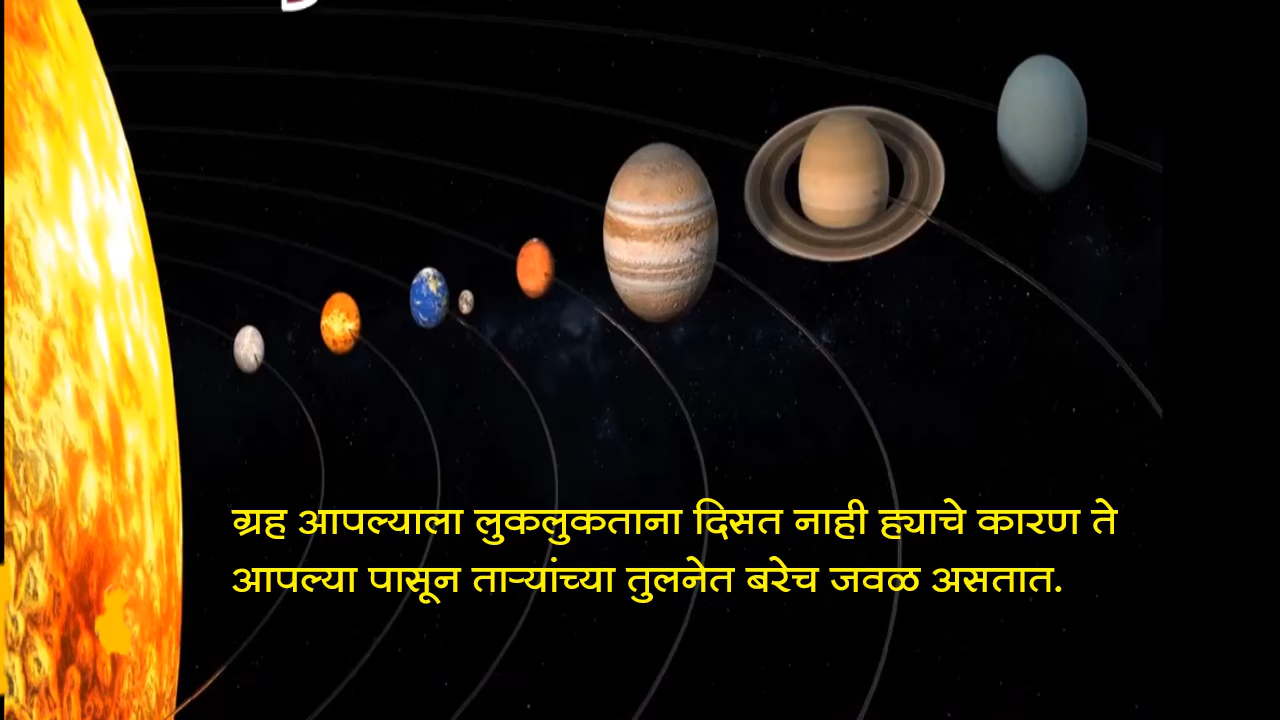 ग्रह आपल्याला लुकलुकताना दिसत नाही ह्याचे कारण ते
आपल्या पासून ताऱ्यांच्या तुलनेत बरेच जवळ असतात.